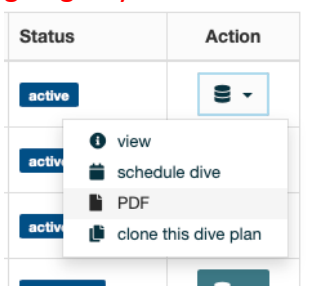 Status Action
active
view
schedule dive
PDF
clone this dive plan